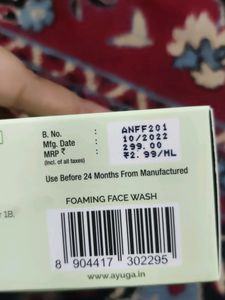 B. No. : ANFF201
Mfg. Date : 10/2022
MRP ₹ : 299.00
(incl. of all taxes) ₹2.99/ML
Use Before 24 Months From Manufactured
FOAMING FACE WASH
1B.
8 904417 302295
www.ayuga.in